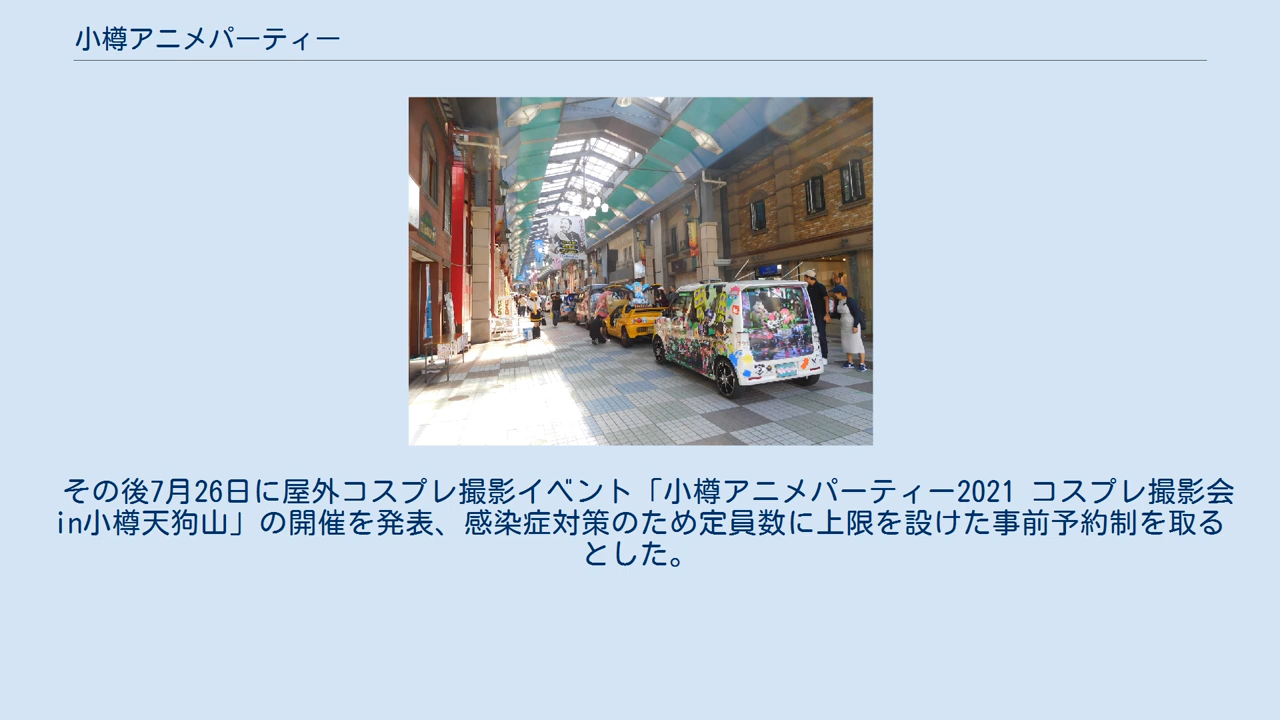 小樽アニメパーティー
その後7月26日に屋外コスプレ撮影イベント「小樽アニメパーティー2021 コスプレ撮影会
in小樽天狗山」の開催を発表、感染症対策のため定員数に上限を設けた事前予約制を取る
とした。